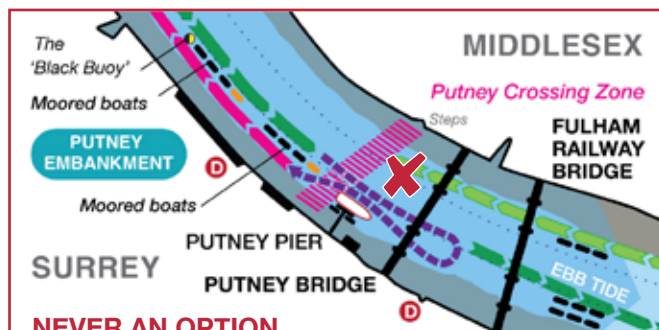 The
'Black Buoy'
Moored boats
PUTNEY
EMBANKMENT
D
Moored boats
PUTNEY PIER
SURREY
PUTNEY BRIDGE
D
NEVER AN OPTION
MIDDLESEX
Putney Crossing Zone
Steps
FULHAM
RAILWAY
BRIDGE
EBB TIDE